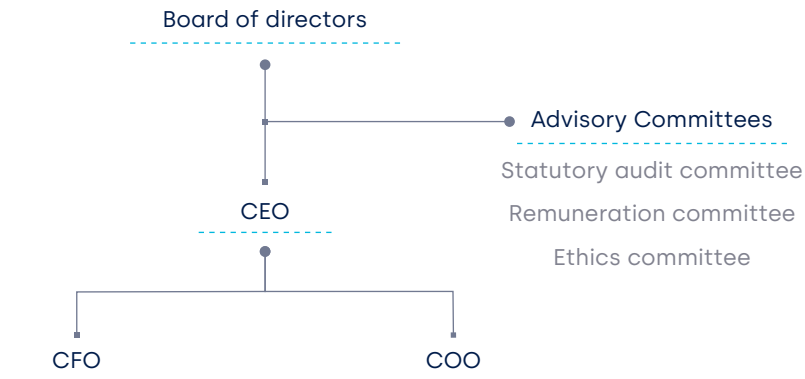 Board of directors
Advisory Committees
Statutory audit committee
Remuneration committee
Ethics committee
CEO
CFO
COO